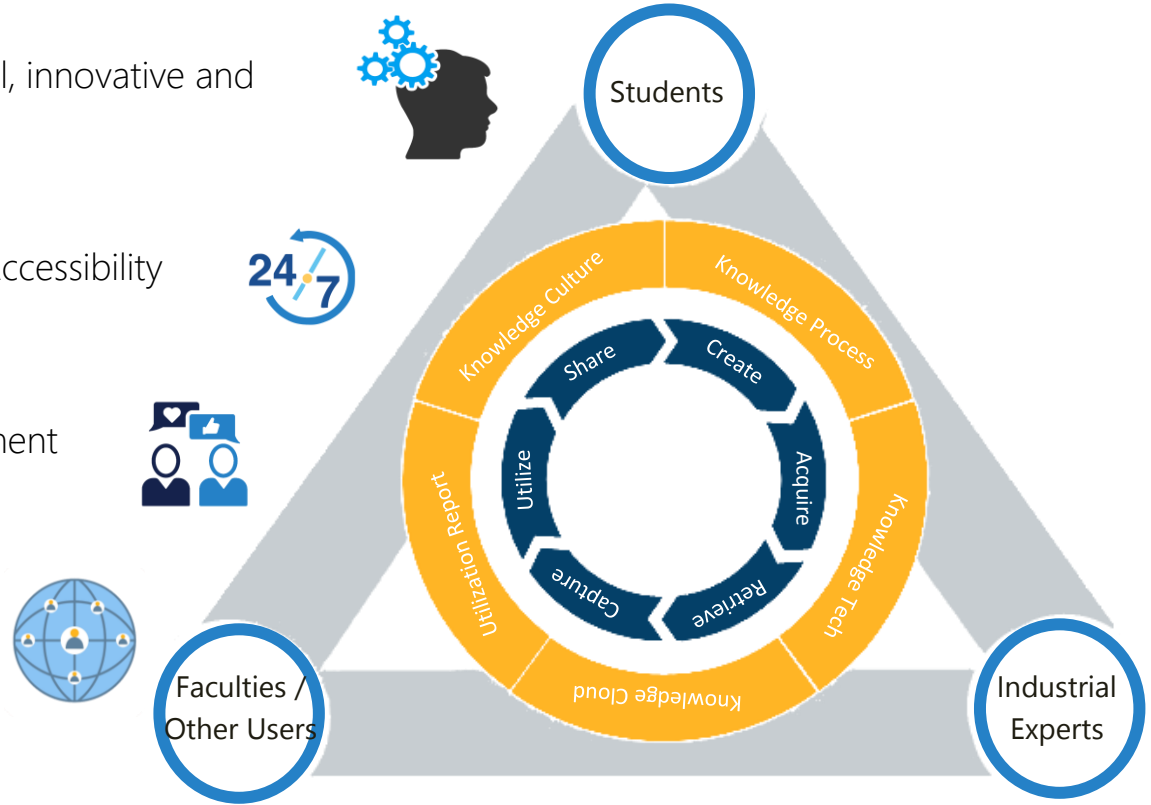 l, innovative and
Students
ccessibility
24
7
nent
Knowledge Culture
Knowledge Process
Knowledge Tech
Knowledge Cloud
Utilization Report
Share
Create
Acquire
Retrieve
Capture
Utilize
Faculties /
Other Users
Industrial
Experts